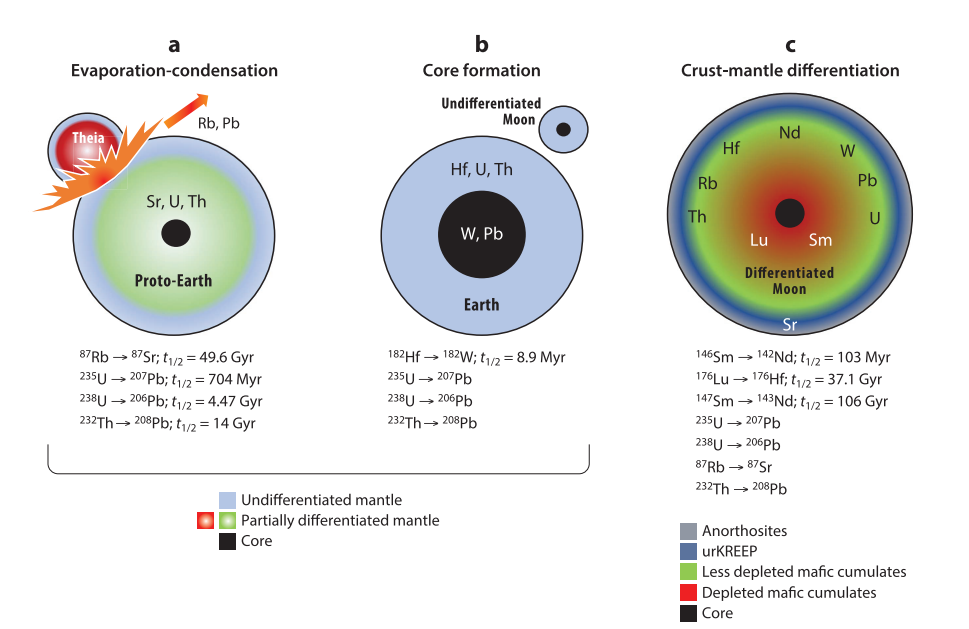 a
Evaporation-condensation
Theia
Rb, Pb
Sr, U, Th
Proto-Earth
⁸⁷Rb → ⁸⁷Sr; t₁/₂ = 49.6 Gyr
²³⁵U → ²⁰⁷Pb; t₁/₂ = 704 Myr
²³⁸U → ²⁰⁶Pb; t₁/₂ = 4.47 Gyr
²³²Th → ²⁰⁸Pb; t₁/₂ = 14 Gyr
b
Core formation
Undifferentiated
Moon
Hf, U, Th
W, Pb
Earth
¹⁸²Hf → ¹⁸²W; t₁/₂ = 8.9 Myr
²³⁵U → ²⁰⁷Pb
²³⁸U → ²⁰⁶Pb
²³²Th → ²⁰⁸Pb
Undifferentiated mantle
Partially differentiated mantle
Core
c
Crust-mantle differentiation
Nd
Hf
W
Rb
Pb
Th
U
Lu
Sm
Differentiated
Moon
Sr
¹⁴⁶Sm → ¹⁴²Nd; t₁/₂ = 103 Myr
¹⁷⁶Lu → ¹⁷⁶Hf; t₁/₂ = 37.1 Gyr
¹⁴⁷Sm → ¹⁴³Nd; t₁/₂ = 106 Gyr
²³⁵U → ²⁰⁷Pb
²³⁸U → ²⁰⁶Pb
⁸⁷Rb → ⁸⁷Sr
²³²Th → ²⁰⁸Pb
Anorthosites
urKREEP
Less depleted mafic cumulates
Depleted mafic cumulates
Core